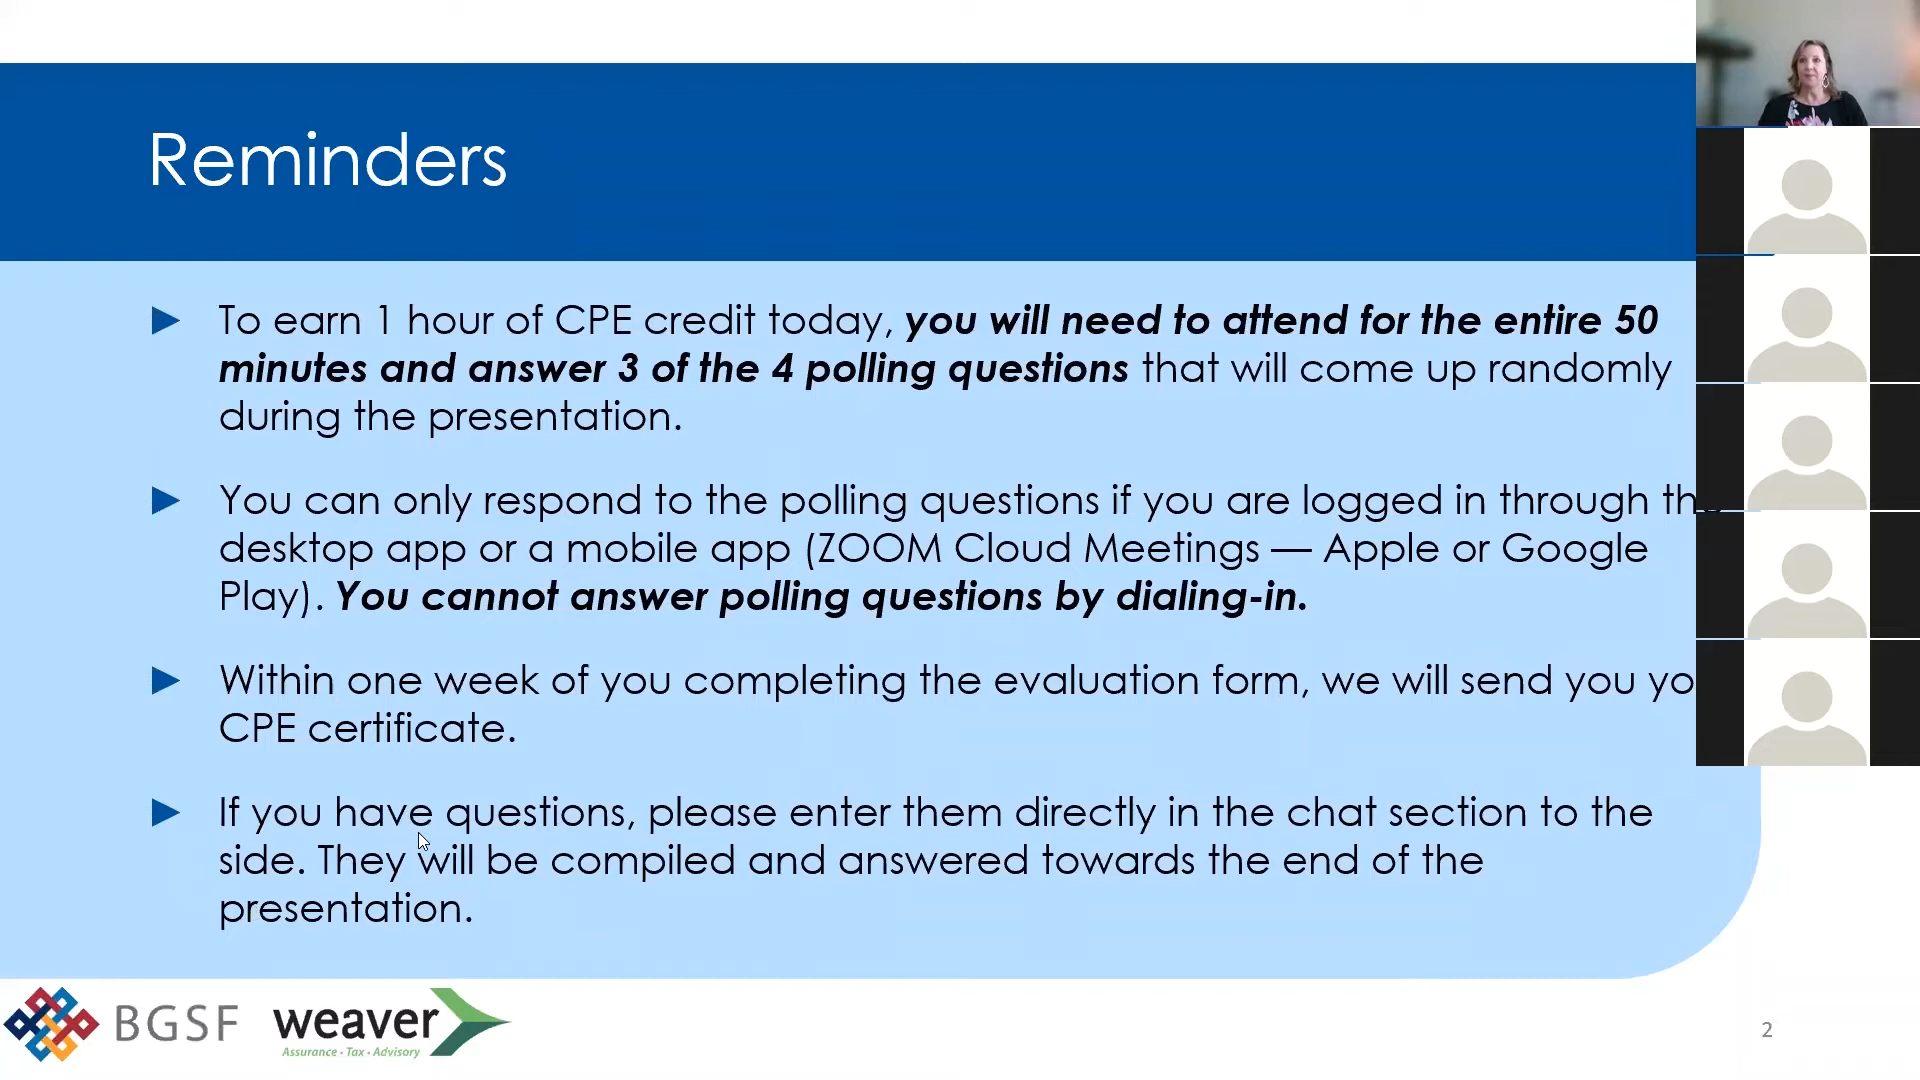 Reminders
To earn 1 hour of CPE credit today, you will need to attend for the entire 50
minutes and answer 3 of the 4 polling questions that will come up randomly
during the presentation.
You can only respond to the polling questions if you are logged in through the
desktop app or a mobile app (ZOOM Cloud Meetings — Apple or Google
Play). You cannot answer polling questions by dialing-in.
Within one week of you completing the evaluation form, we will send you yo
CPE certificate.
If you have questions, please enter them directly in the chat section to the
side. They will be compiled and answered towards the end of the
presentation.
BGSF
weaver
Assurance • Tax • Advisory
2